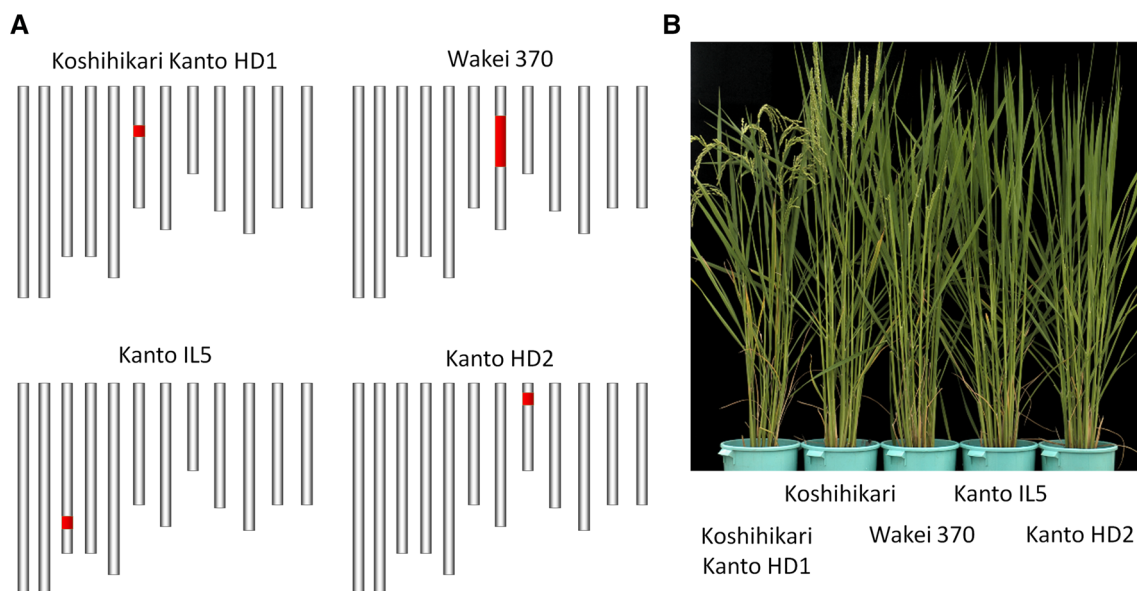 A
Koshihikari Kanto HD1
Wakei 370
Kanto IL5
Kanto HD2
B
Koshihikari
Kanto IL5
Koshihikari
Kanto HD1
Wakei 370
Kanto HD2